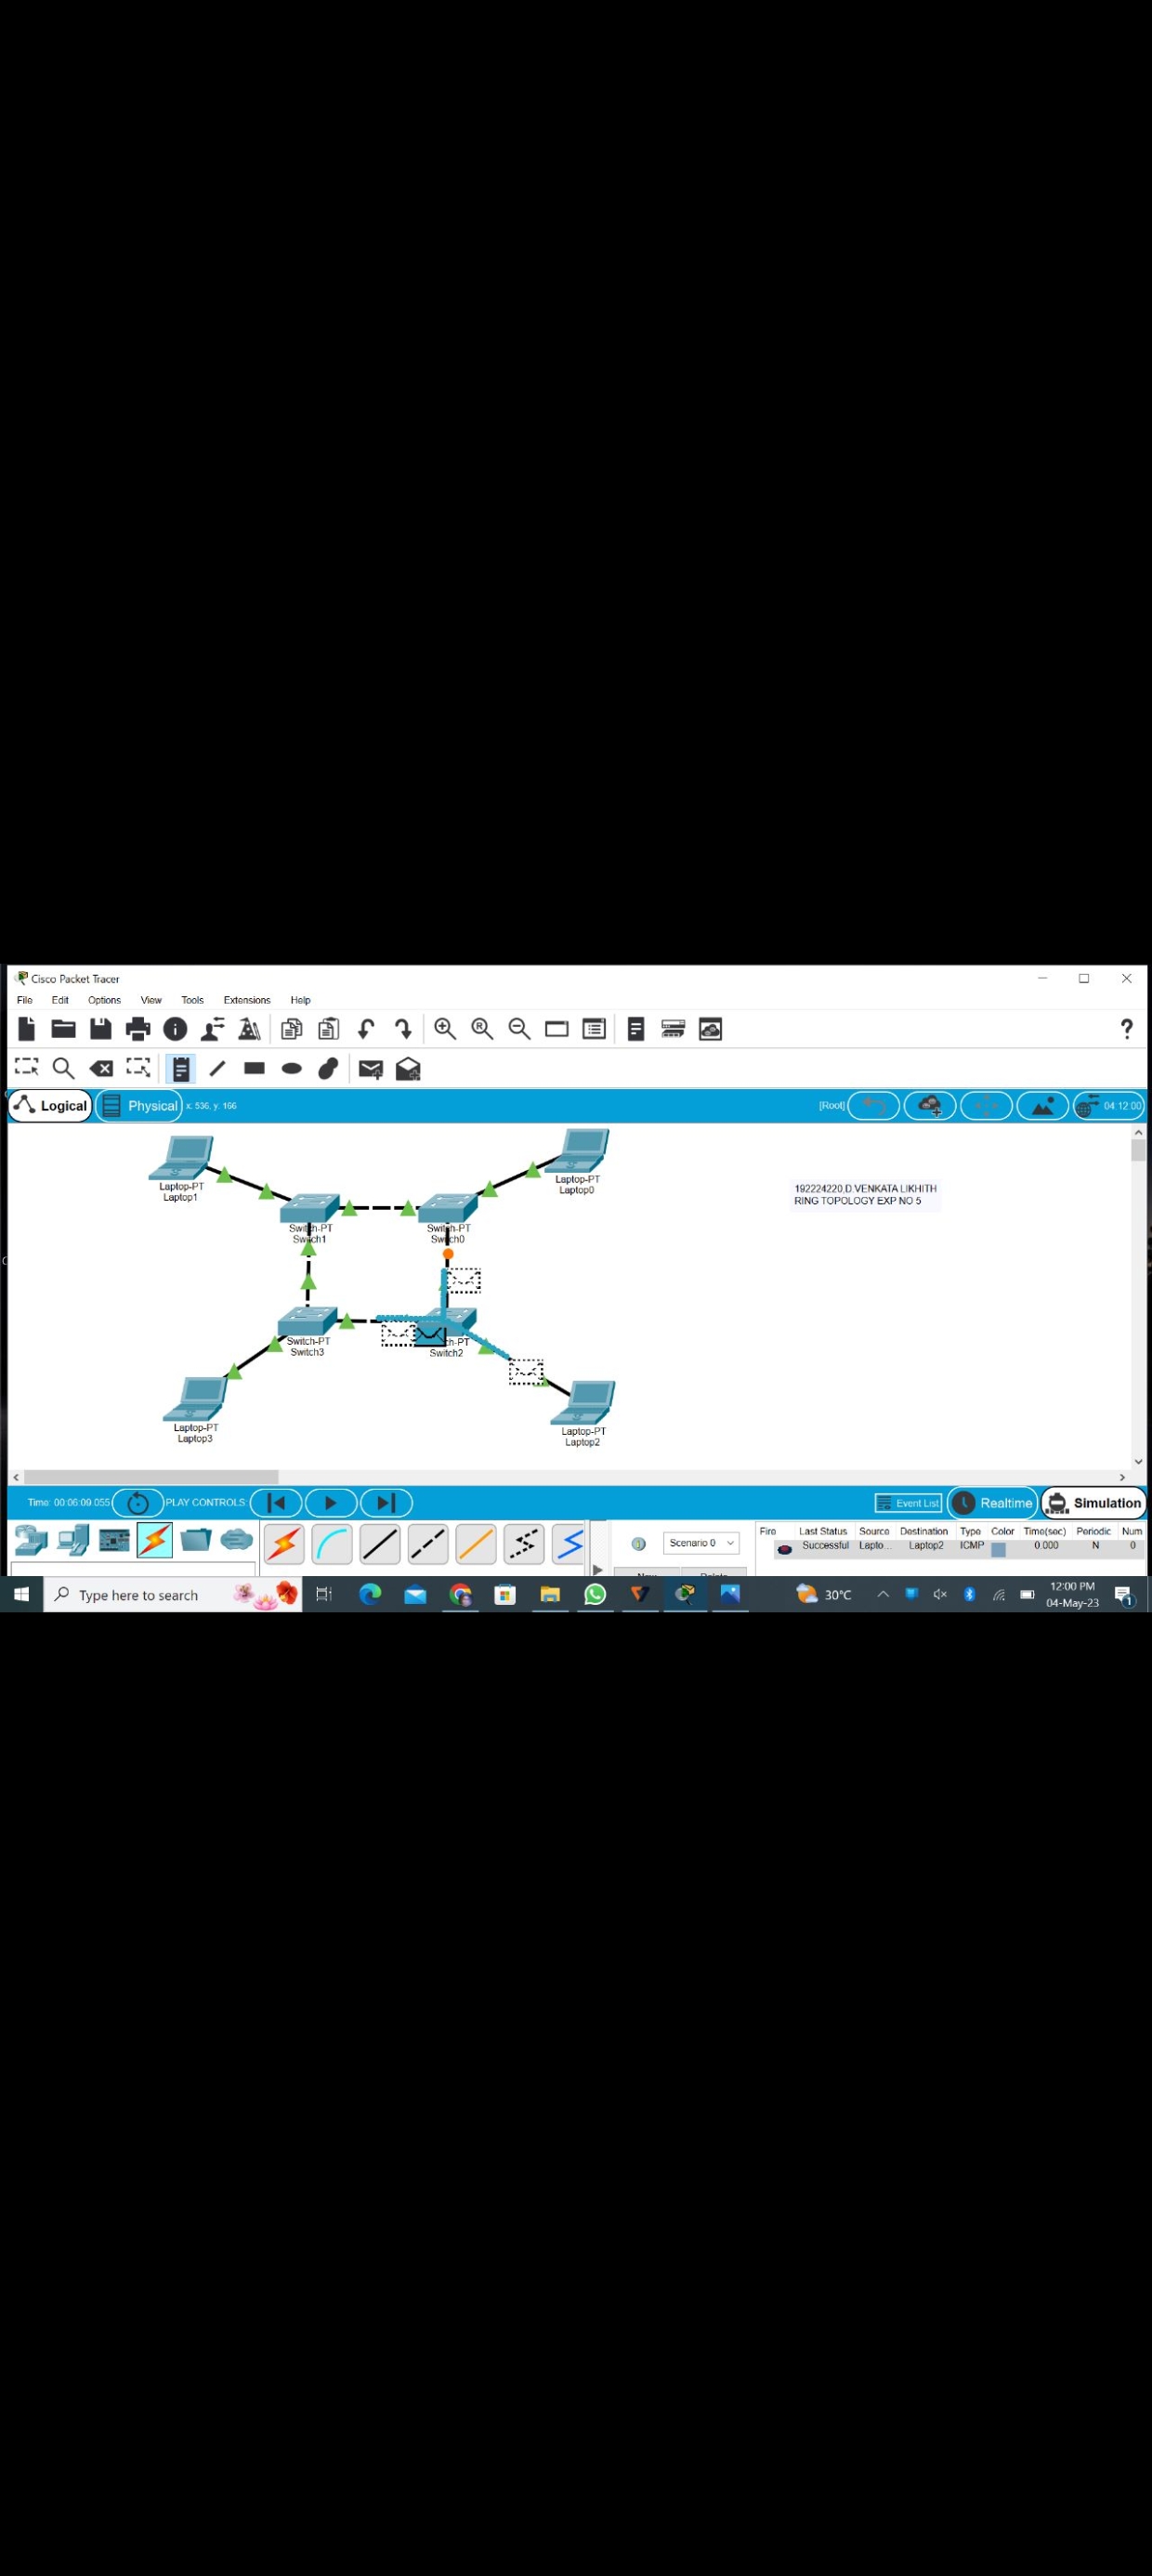 Cisco Packet Tracer
File Edit Options View Tools Extensions Help
Logical Physical x: 536, y: 166 [Root] 04:12:00
Laptop-PT
Laptop1
Laptop-PT
Laptop0
192224220,D.VENKATA LIKHITH
RING TOPOLOGY EXP NO 5
Switch-PT
Switch1
Switch-PT
Switch0
Switch-PT
Switch3
ch-PT
Switch2
Laptop-PT
Laptop3
Laptop-PT
Laptop2
Time: 00:06:09.055 PLAY CONTROLS: Event List Realtime Simulation
Scenario 0
Fire Last Status Source Destination Type Color Time(sec) Periodic Num
Successful Lapto... Laptop2 ICMP 0.000 N 0
Type here to search
30°C
12:00 PM
04-May-23
1